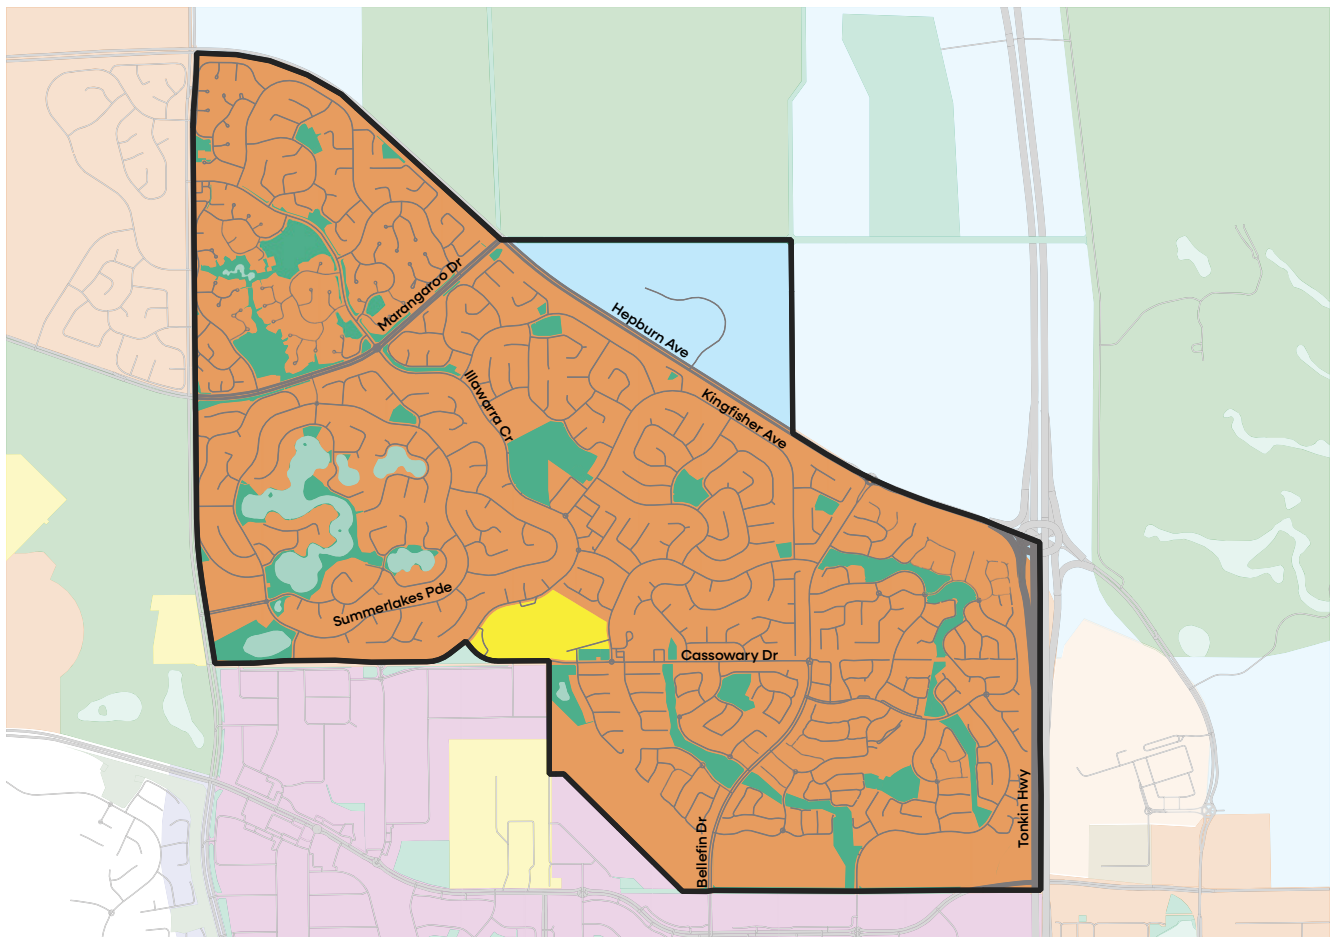 Marangaroo Dr
Hepburn Ave
Illawarra Cr
Kingfisher Ave
Summerlakes Pde
Cassowary Dr
Tonkin Hwy
Bellefin Dr